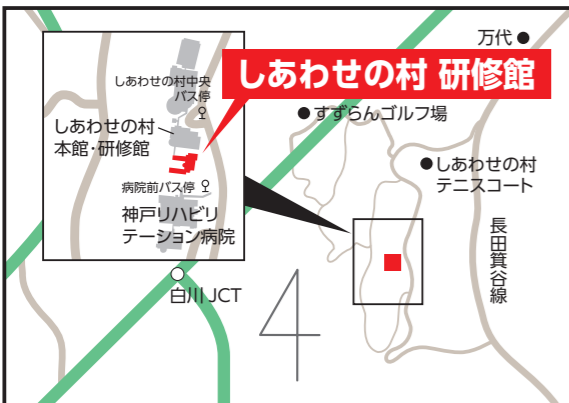 万代
しあわせの村 研修館
しあわせの村中央
バス停
すずらんゴルフ場
しあわせの村
本館・研修館
しあわせの村
テニスコート
病院前バス停
神戸リハビリ
テーション病院
長田箕谷線
白川JCT